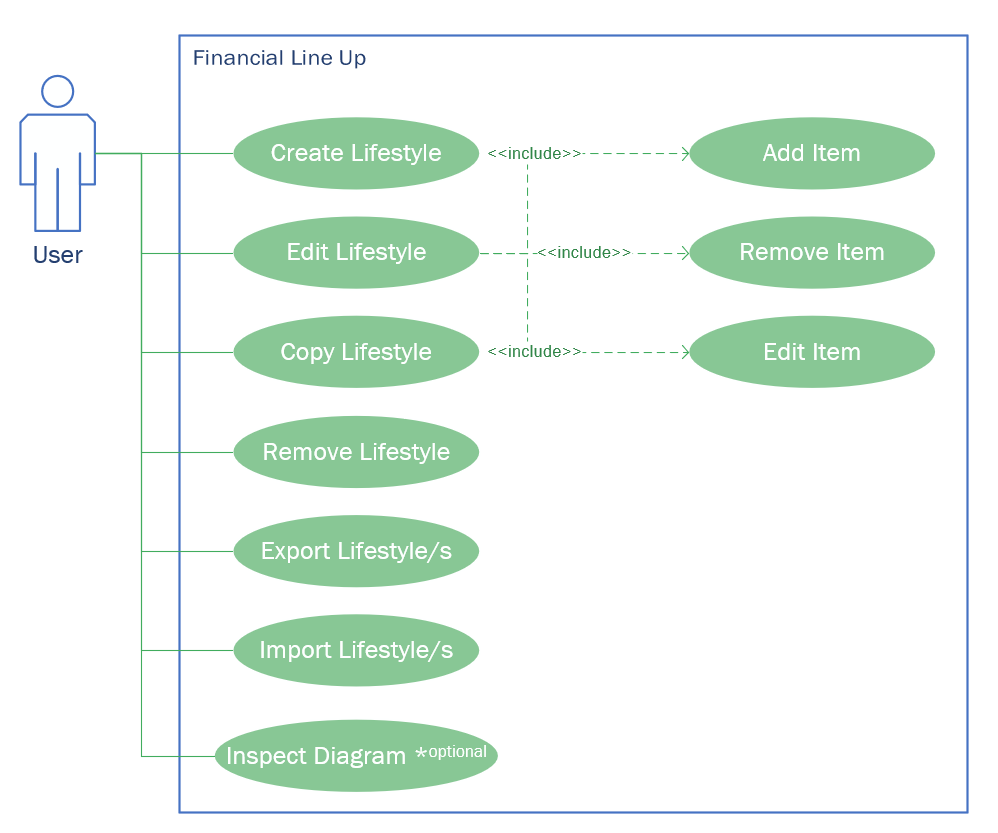 Financial Line Up
User
Create Lifestyle
<<include>>
Add Item
Edit Lifestyle
<<include>>
Remove Item
Copy Lifestyle
<<include>>
Edit Item
Remove Lifestyle
Export Lifestyle/s
Import Lifestyle/s
Inspect Diagram *optional